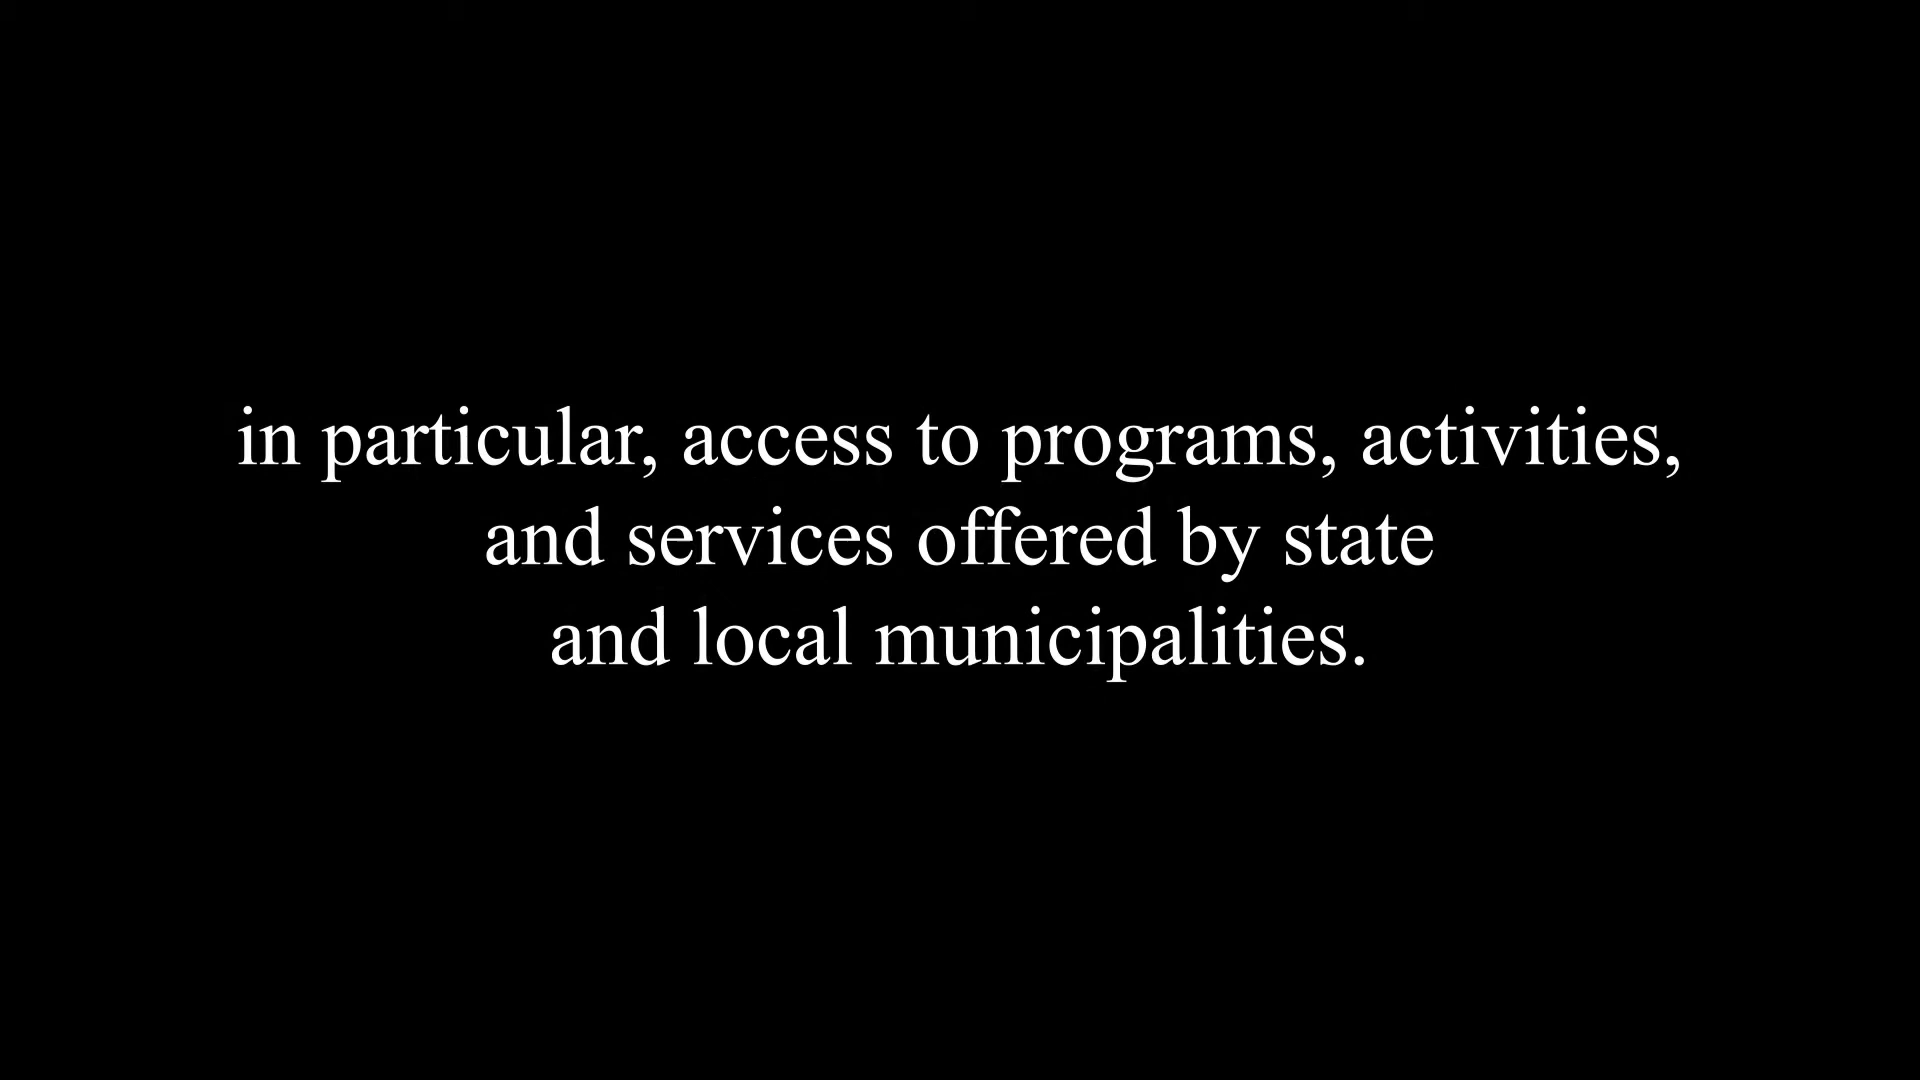 in particular, access to programs, activities,
and services offered by state
and local municipalities.